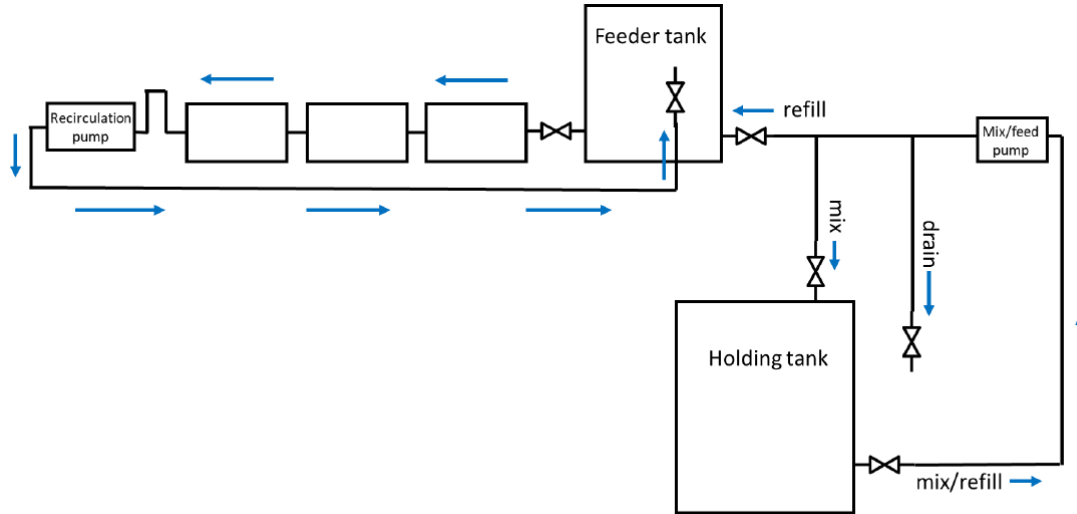 Feeder tank
Recirculation
pump
refill
Mix/feed
pump
mix
drain
Holding tank
mix/refill